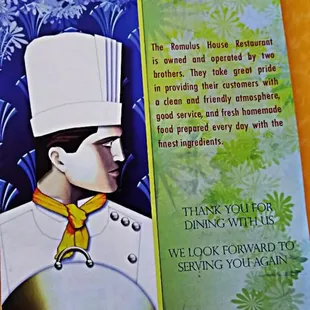 The Romulus House Restaurant
is owned and operated by two
brothers. They take great pride
in providing their customers with
a clean and friendly atmosphere,
good service, and fresh homemade
food prepared every day with the
finest ingredients.
THANK YOU FOR
DINING WITH US
WE LOOK FORWARD TO
SERVING YOU AGAIN